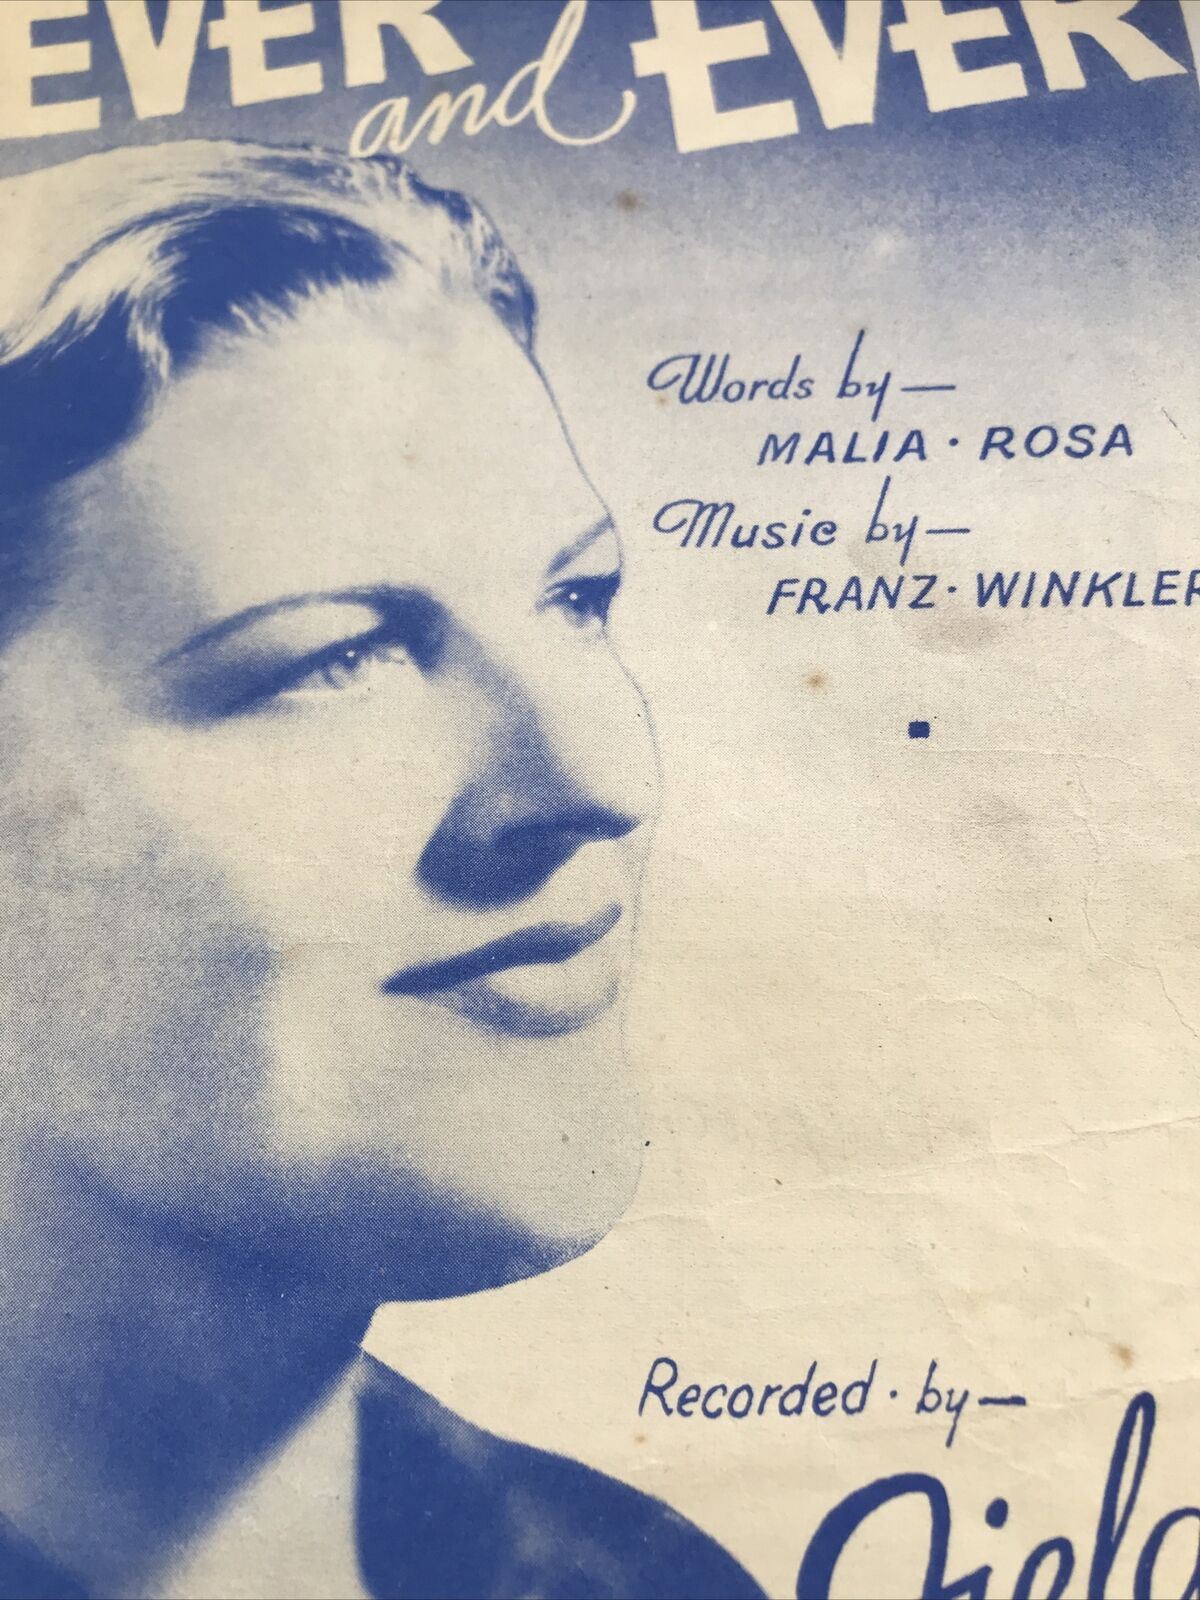 EVER and EVER
Words by—
MALIA · ROSA
Music by—
FRANZ · WINKLER
Recorded · by—